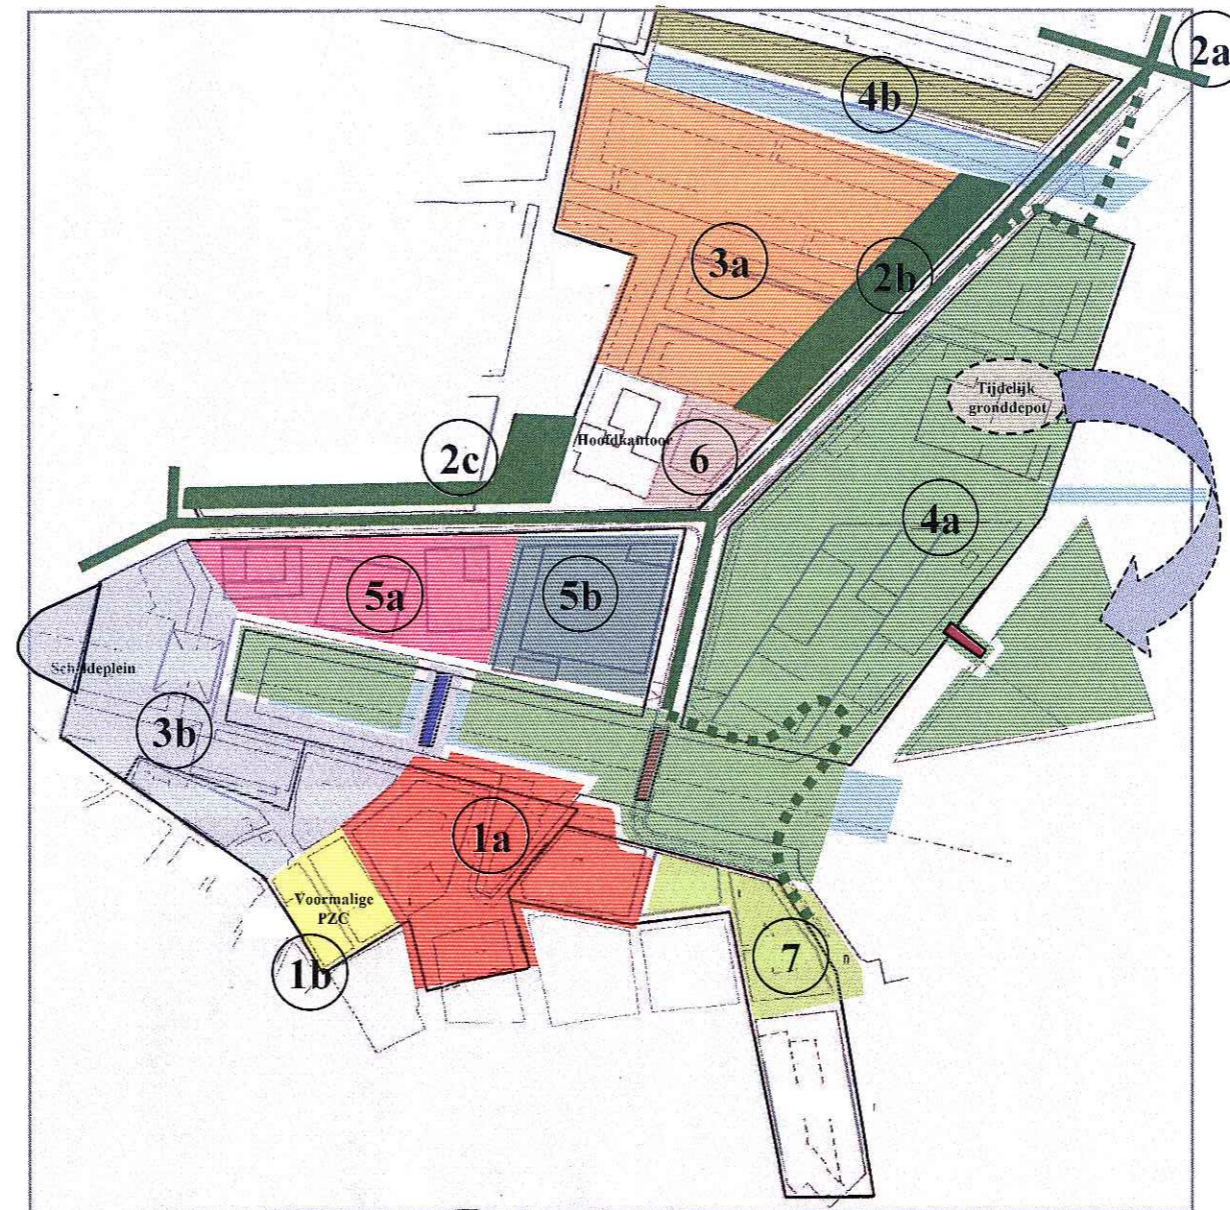 2a
4b
3a
2b
Tijdelijk
gronddepot
Hoofdkantoor
2c
6
4a
5a
5b
Scheldeplein
3b
1a
Voormalige
PZC
1b
7
n